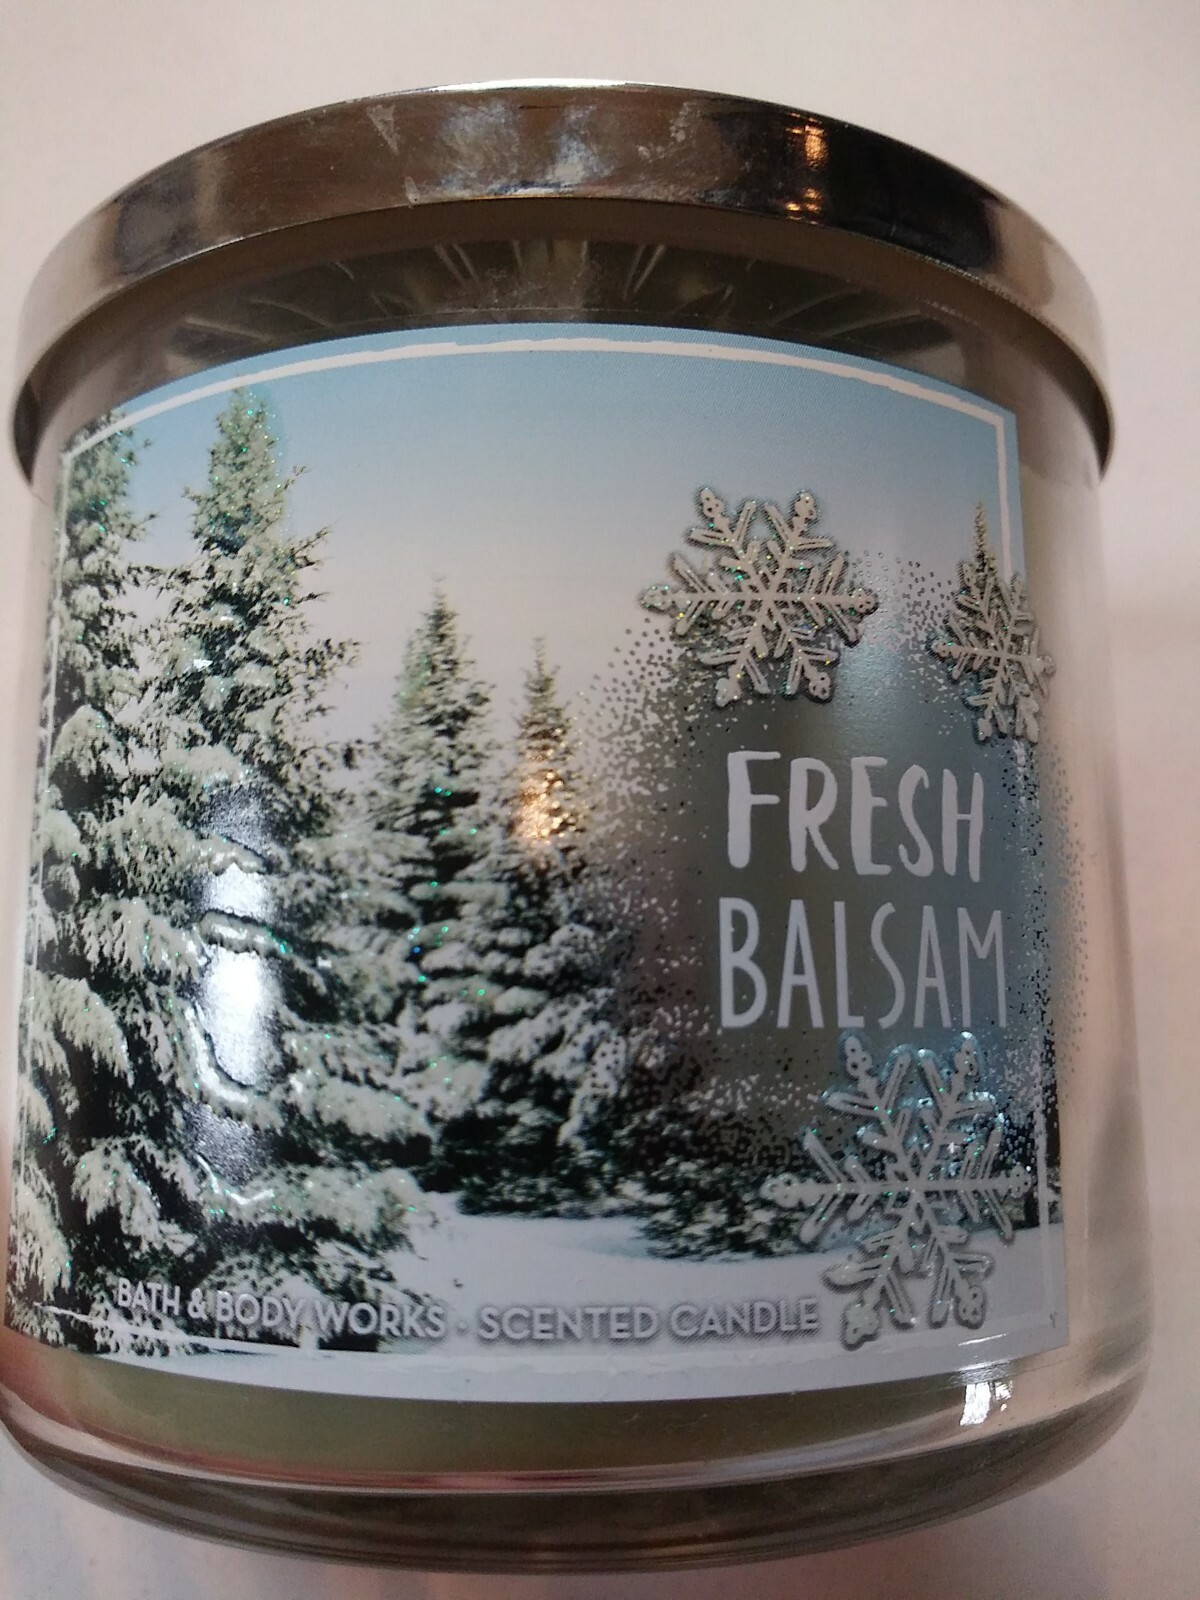 FRESH
BALSAM
BATH & BODY WORKS · SCENTED CANDLE